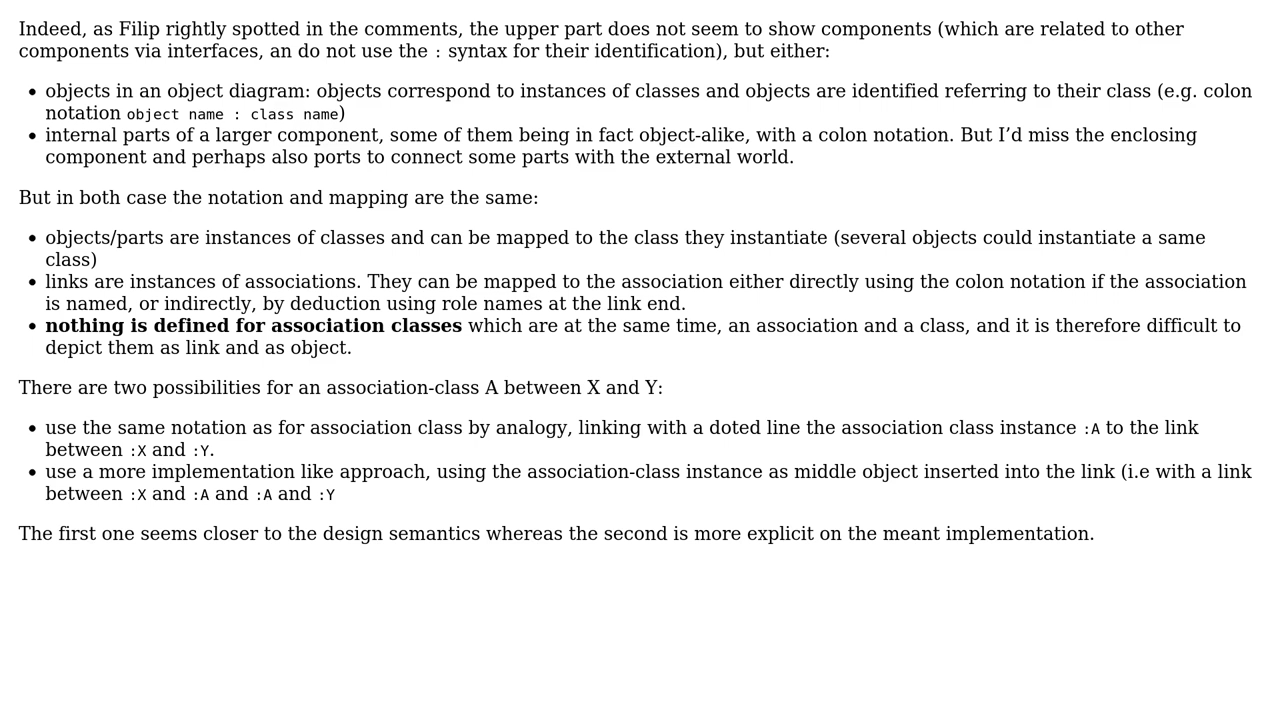 Indeed, as Filip rightly spotted in the comments, the upper part does not seem to show components (which are related to other
components via interfaces, an do not use the : syntax for their identification), but either:
• objects in an object diagram: objects correspond to instances of classes and objects are identified referring to their class (e.g. colon
notation object name : class name)
• internal parts of a larger component, some of them being in fact object-alike, with a colon notation. But I’d miss the enclosing
component and perhaps also ports to connect some parts with the external world.
But in both case the notation and mapping are the same:
• objects/parts are instances of classes and can be mapped to the class they instantiate (several objects could instantiate a same
class)
• links are instances of associations. They can be mapped to the association either directly using the colon notation if the association
is named, or indirectly, by deduction using role names at the link end.
• nothing is defined for association classes which are at the same time, an association and a class, and it is therefore difficult to
depict them as link and as object.
There are two possibilities for an association-class A between X and Y:
• use the same notation as for association class by analogy, linking with a doted line the association class instance :A to the link
between :X and :Y.
• use a more implementation like approach, using the association-class instance as middle object inserted into the link (i.e with a link
between :X and :A and :A and :Y
The first one seems closer to the design semantics whereas the second is more explicit on the meant implementation.